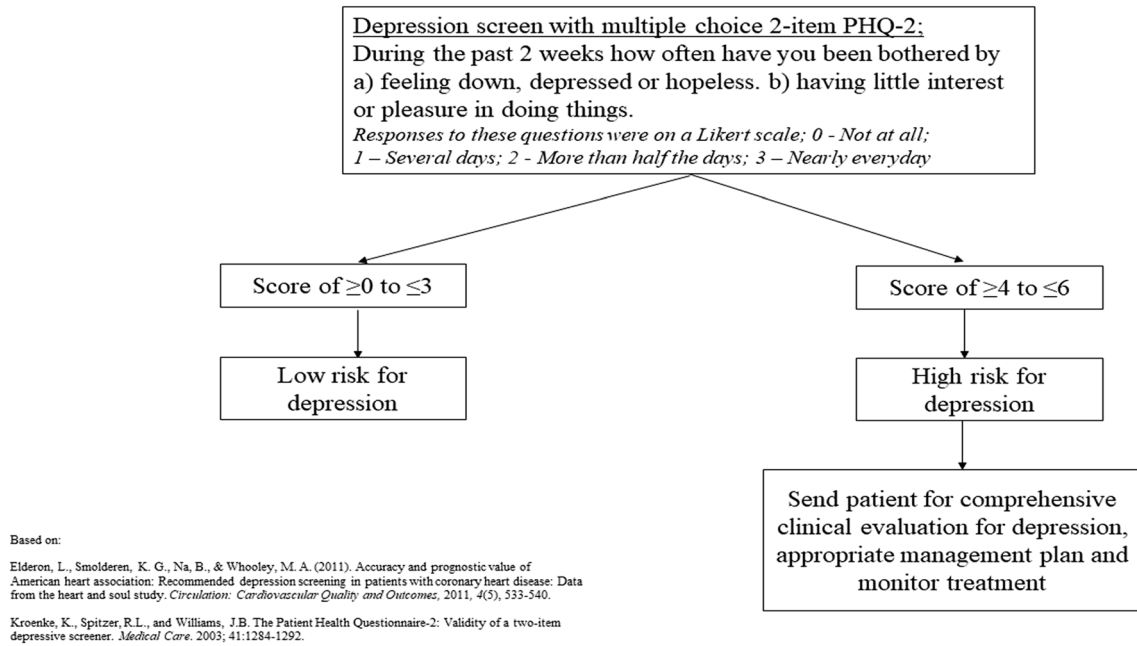 Depression screen with multiple choice 2-item PHQ-2;
During the past 2 weeks how often have you been bothered by
a) feeling down, depressed or hopeless. b) having little interest
or pleasure in doing things.
Responses to these questions were on a Likert scale; 0 - Not at all;
1 – Several days; 2 - More than half the days; 3 – Nearly everyday
Score of ≥0 to ≤3
Score of ≥4 to ≤6
Low risk for
depression
High risk for
depression
Send patient for comprehensive
clinical evaluation for depression,
appropriate management plan and
monitor treatment
Based on:
Elderon, L., Smolderen, K. G., Na, B., & Whooley, M. A. (2011). Accuracy and prognostic value of
American heart association: Recommended depression screening in patients with coronary heart disease: Data
from the heart and soul study. Circulation: Cardiovascular Quality and Outcomes, 2011, 4(5), 533-540.
Kroenke, K., Spitzer, R.L., and Williams, J.B. The Patient Health Questionnaire-2: Validity of a two-item
depressive screener. Medical Care. 2003; 41:1284-1292.